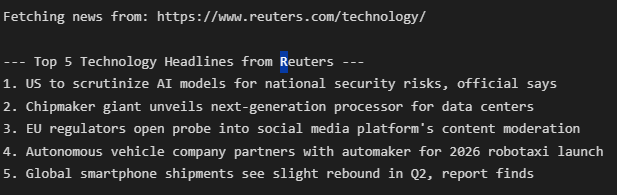 Fetching news from: https://www.reuters.com/technology/
--- Top 5 Technology Headlines from Reuters ---
1. US to scrutinize AI models for national security risks, official says
2. Chipmaker giant unveils next-generation processor for data centers
3. EU regulators open probe into social media platform's content moderation
4. Autonomous vehicle company partners with automaker for 2026 robotaxi launch
5. Global smartphone shipments see slight rebound in Q2, report finds